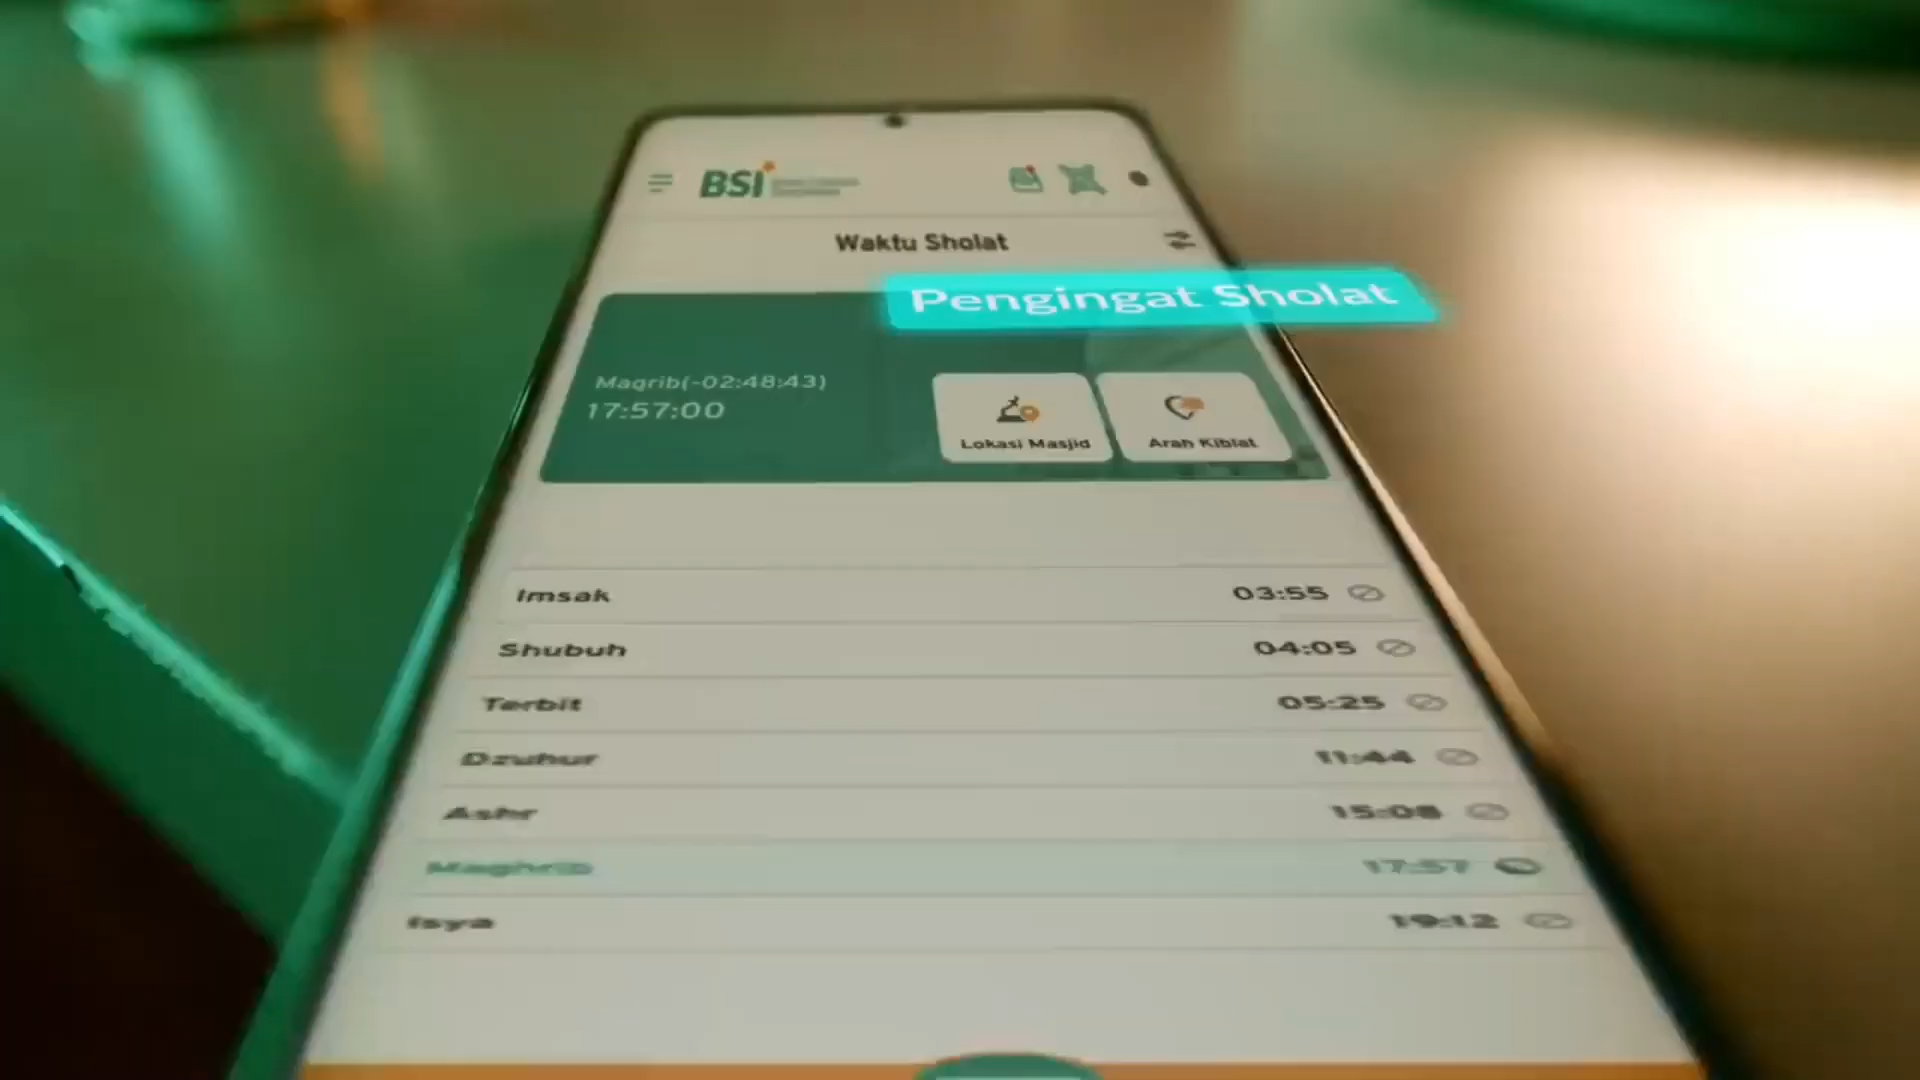 BSI
Waktu Sholat
Pengingat Sholat
Magrib(-02:48:43)
17:57:00
Lokasi Masjid
Arah Kiblat
Imsak 03:55
Shubuh 04:05
Terbit 05:25
Dzuhur 11:44
Ashr 15:08
Maghrib 17:57
Isya 19:12